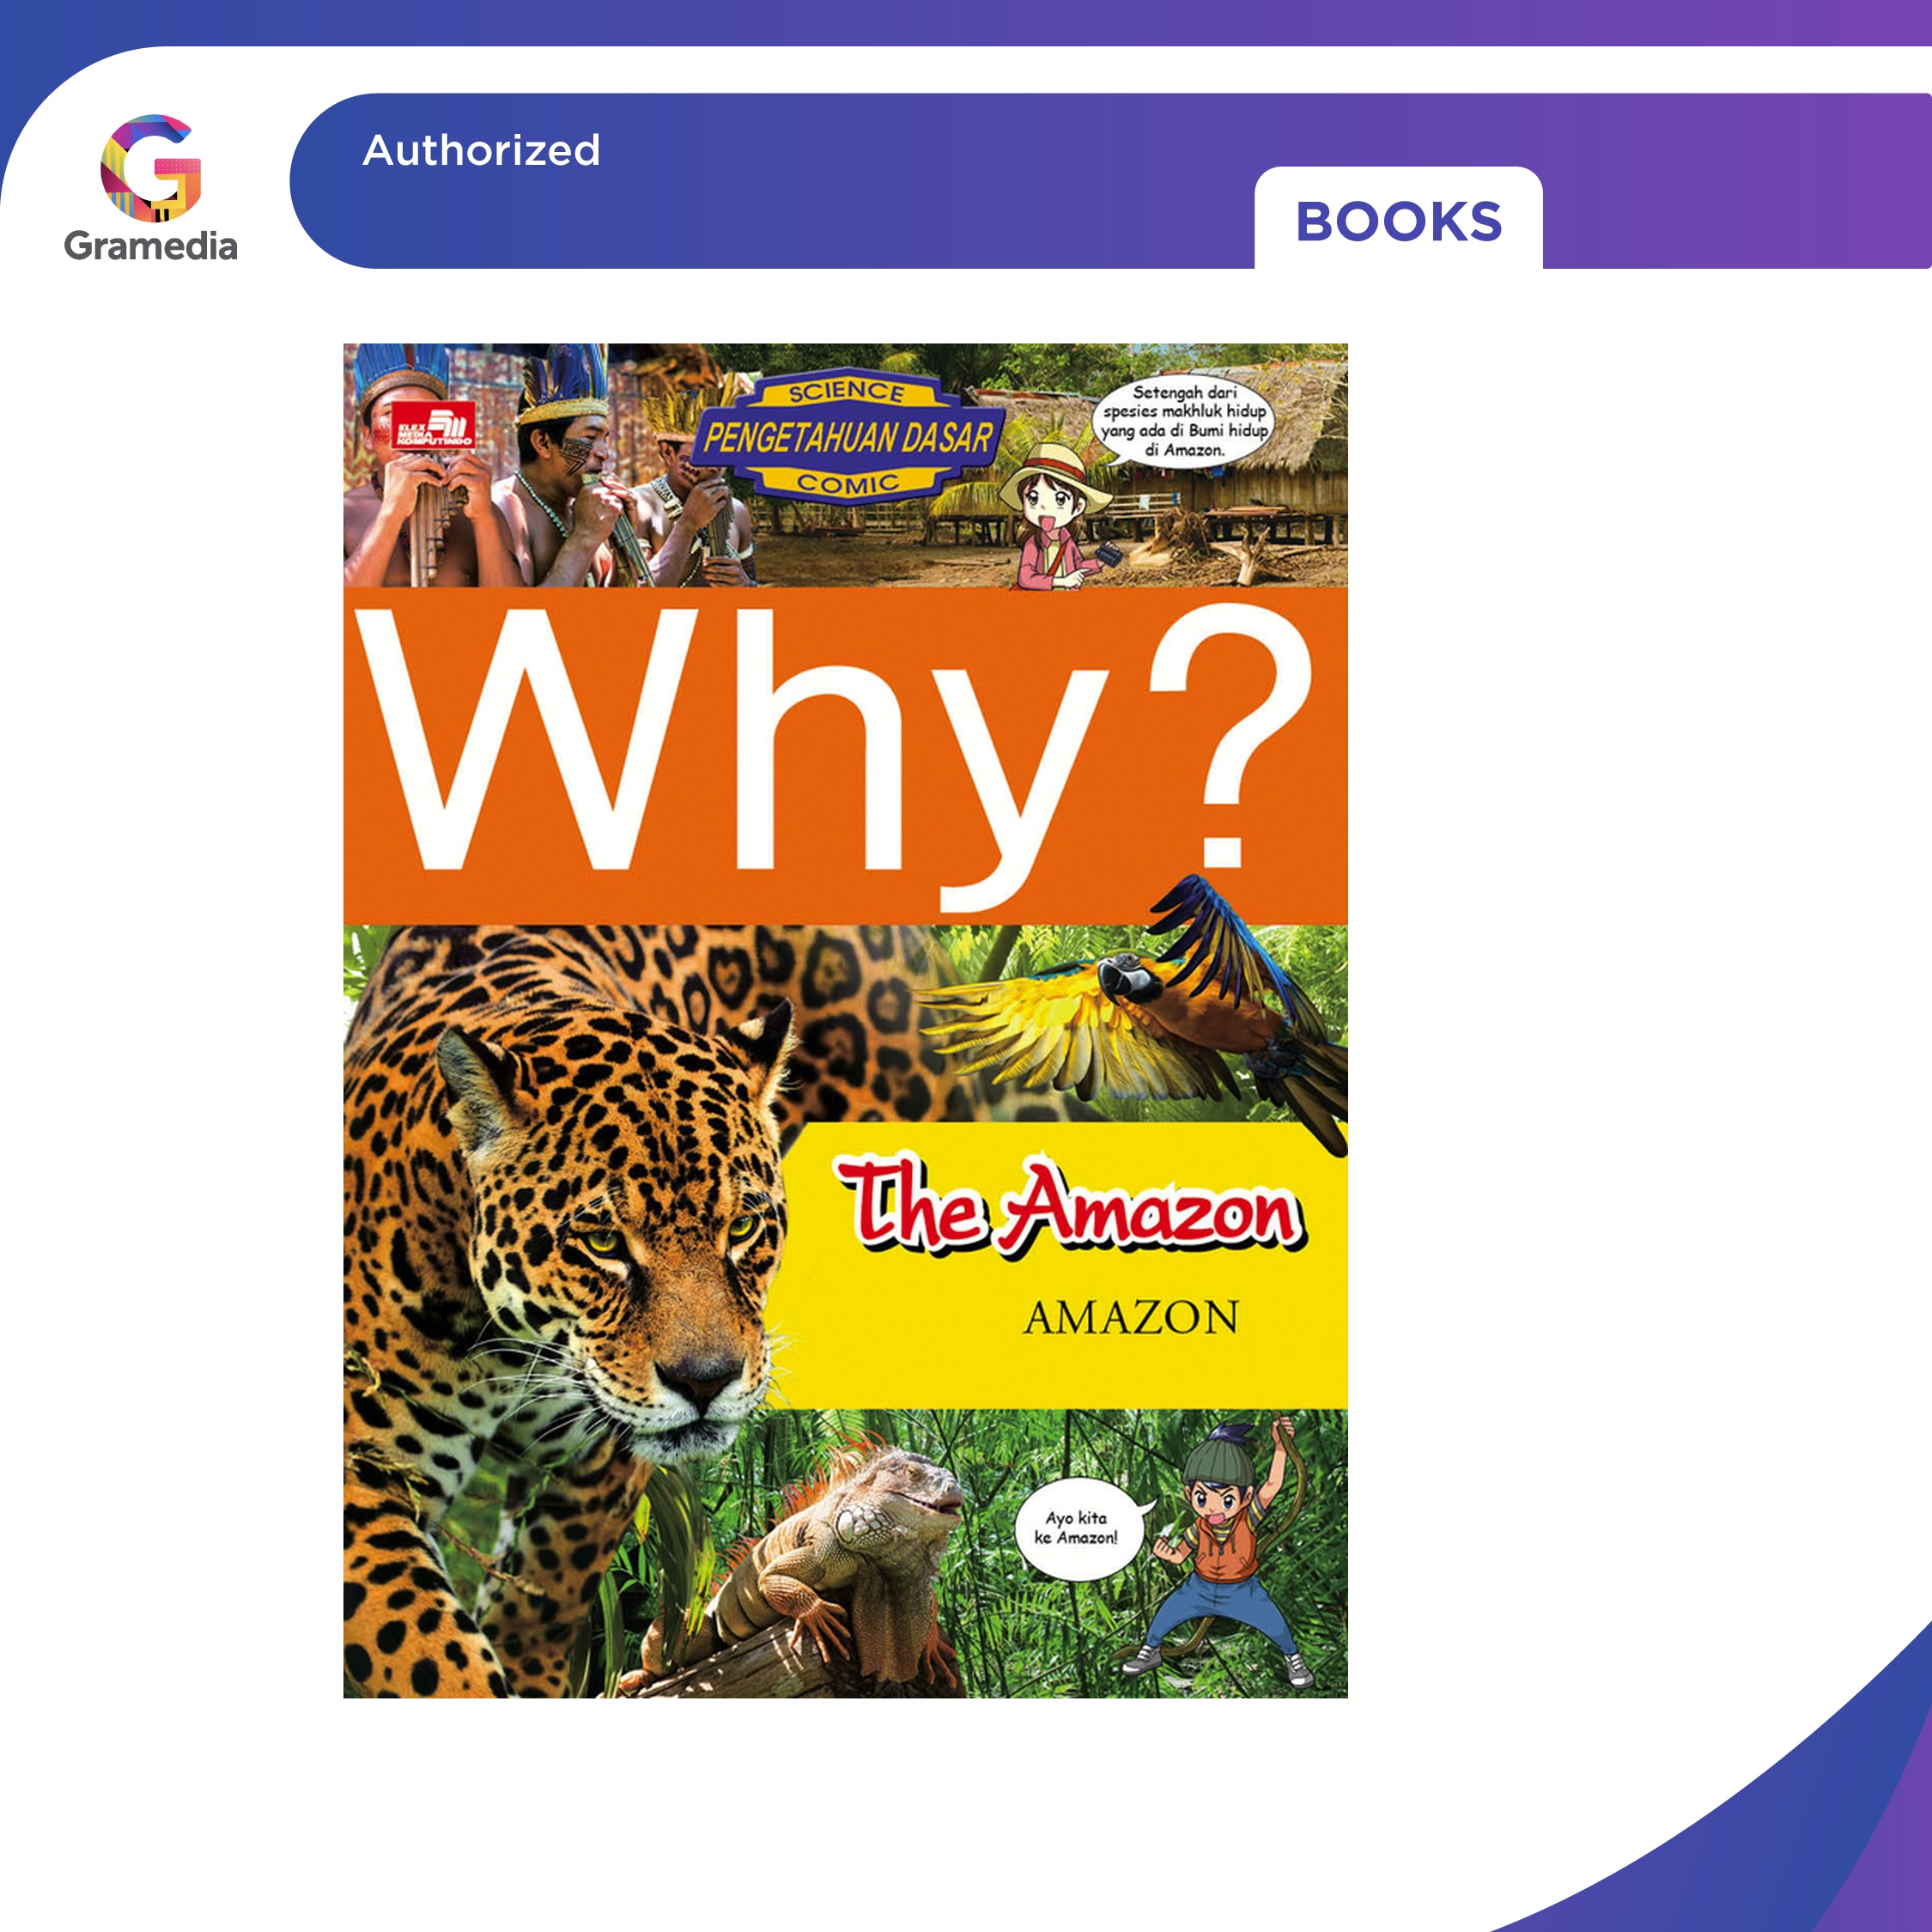 Gramedia
Authorized
BOOKS
ELEX
MEDIA
KOMPUTINDO
SCIENCE
PENGETAHUAN DASAR
COMIC
Setengah dari
spesies makhluk hidup
yang ada di Bumi hidup
di Amazon.
Why?
The Amazon
AMAZON
Ayo kita
ke Amazon!